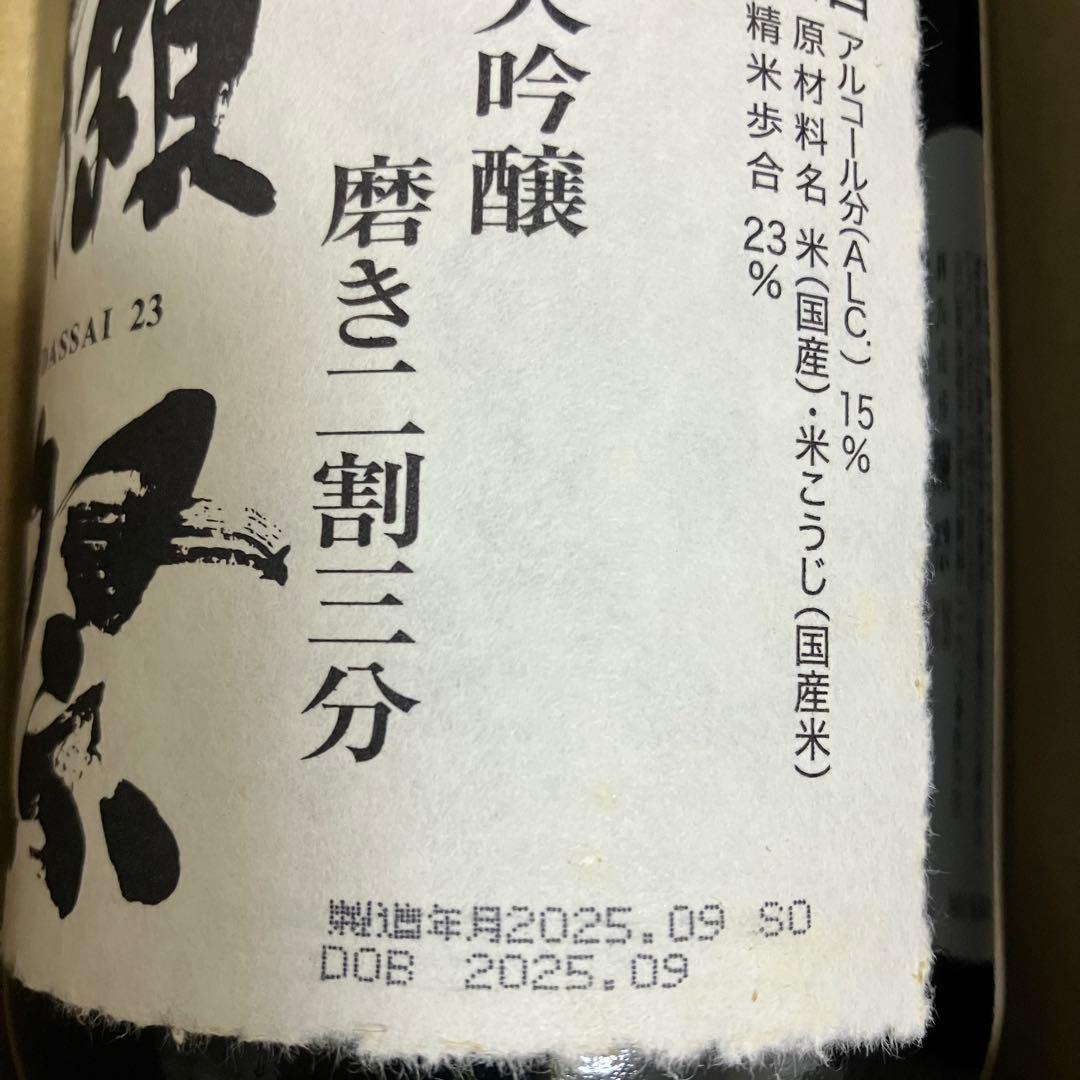 アルコール分(ALC.) 15%
原材料名 米(国産)・米こうじ(国産米)
精米歩合 23%
大吟醸
磨き二割三分
獺
DASSAI 23
祭
製造年月2025.09 SO
DOB 2025.09